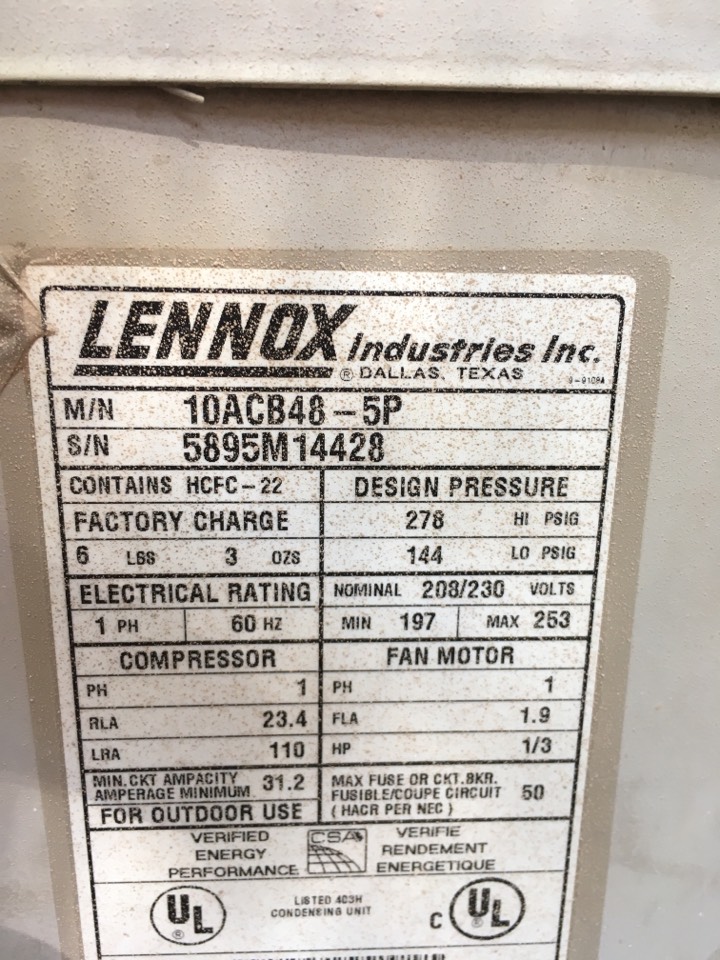 LENNOX Industries Inc.
® DALLAS, TEXAS
M/N 10ACB48-5P
S/N 5895M14428
CONTAINS HCFC-22 DESIGN PRESSURE
FACTORY CHARGE 278 HI PSIG
6 LBS 3 OZS 144 LO PSIG
ELECTRICAL RATING NOMINAL 208/230 VOLTS
1 PH 60 HZ MIN 197 MAX 253
COMPRESSOR FAN MOTOR
PH 1 PH 1
RLA 23.4 FLA 1.9
LRA 110 HP 1/3
MIN.CKT AMPACITY MAX FUSE OR CKT.BKR.
AMPERAGE MINIMUM 31.2 FUSIBLE/COUPE CIRCUIT 50
FOR OUTDOOR USE (HACR PER NEC)
VERIFIED CSA VERIFIE
ENERGY RENDEMENT
PERFORMANCE ENERGETIQUE
UL ® LISTED 403H C UL ®
CONDENSING UNIT